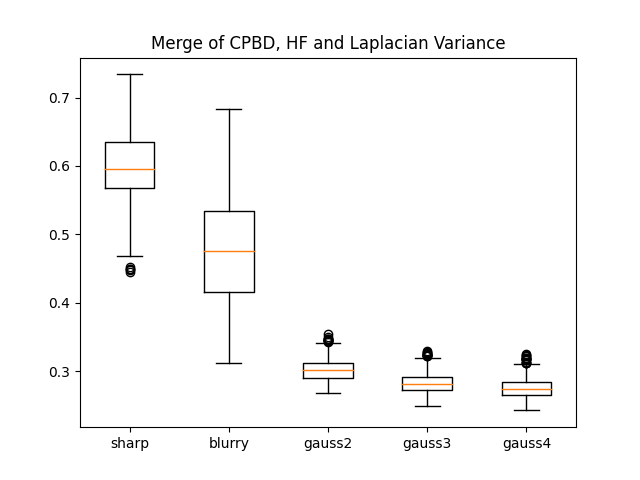 Merge of CPBD, HF and Laplacian Variance
0.7
0.6
0.5
0.4
0.3
sharp blurry gauss2 gauss3 gauss4